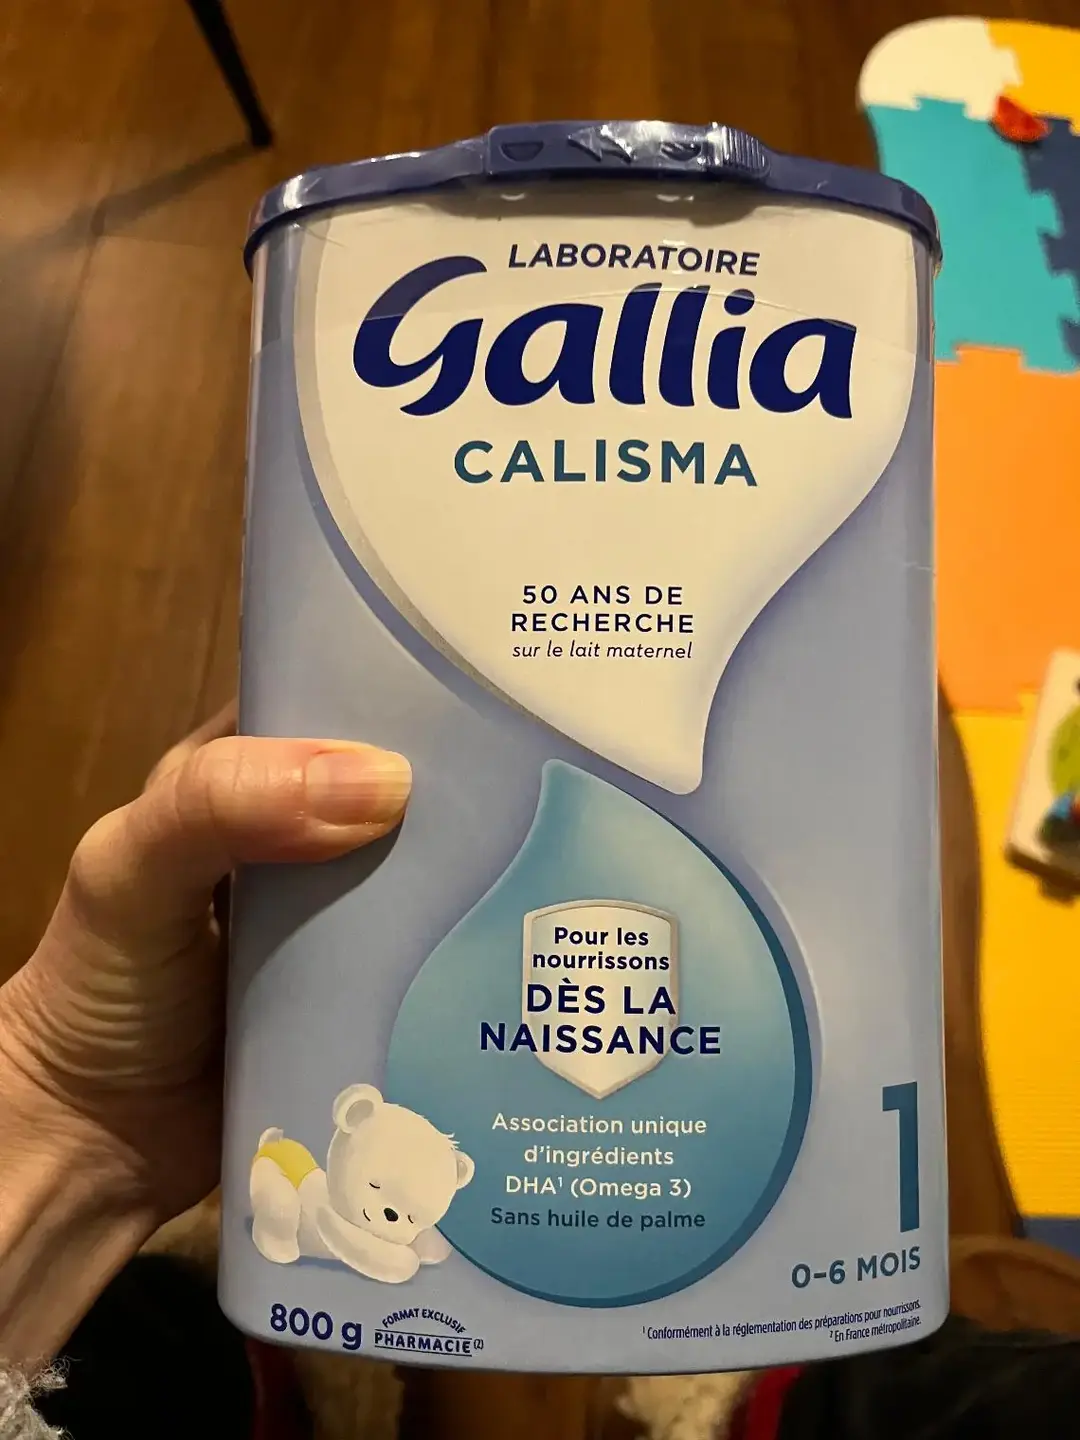 LABORATOIRE
Gallia
CALISMA
50 ANS DE
RECHERCHE
sur le lait maternel
Pour les
nourrissons
DÈS LA
NAISSANCE
Association unique
d'ingrédients
DHA¹ (Omega 3)
Sans huile de palme
1
0-6 MOIS
800 g
FORMAT EXCLUSIF
PHARMACIE (2)
¹ Conformément à la réglementation des préparations pour nourrissons.
² En France métropolitaine.